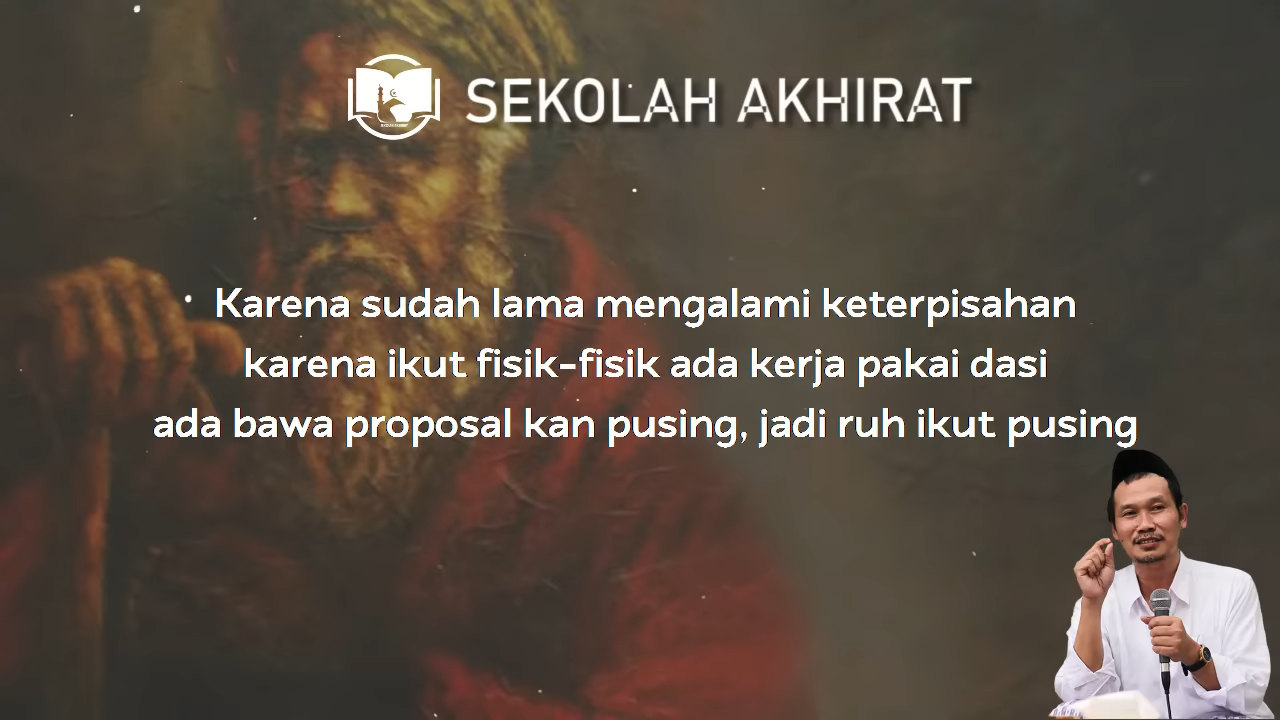 SEKOLAH AKHIRAT
Karena sudah lama mengalami keterpisahan
karena ikut fisik-fisik ada kerja pakai dasi
ada bawa proposal kan pusing, jadi ruh ikut pusing